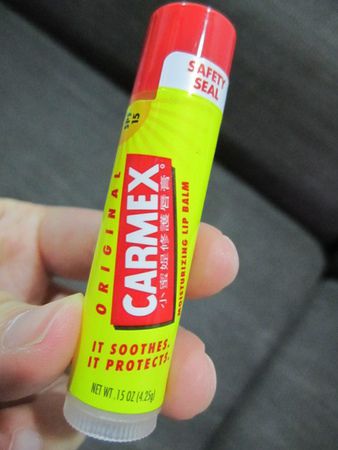 SAFETY
SEAL
SPF
15
ORIGINAL
CARMEX®
小蜜媞修護唇膏
MOISTURIZING LIP BALM
IT SOOTHES.
IT PROTECTS.
NET WT .15 OZ (4.25g)